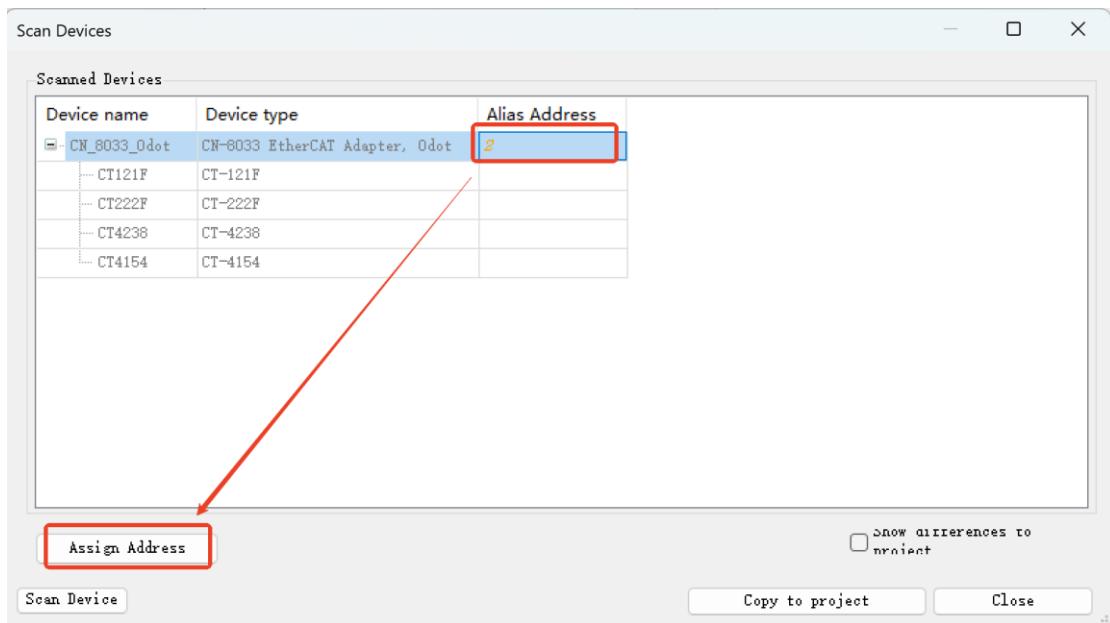 Scan Devices
Scanned Devices
Device name Device type Alias Address
CN_8033_Odot CN-8033 EtherCAT Adapter, Odot 2
CT121F CT-121F
CT222F CT-222F
CT4238 CT-4238
CT4154 CT-4154
Assign Address
Show differences to
project
Scan Device Copy to project Close